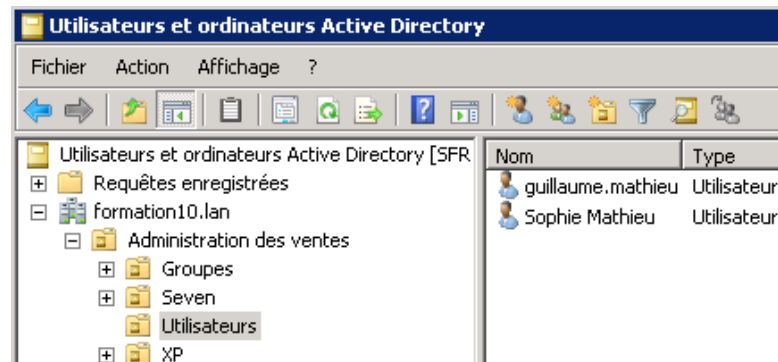 Utilisateurs et ordinateurs Active Directory
Fichier Action Affichage ?
Utilisateurs et ordinateurs Active Directory [SFR
Requêtes enregistrées
formation10.lan
Administration des ventes
Groupes
Seven
Utilisateurs
XP
Nom Type
guillaume.mathieu Utilisateur
Sophie Mathieu Utilisateur